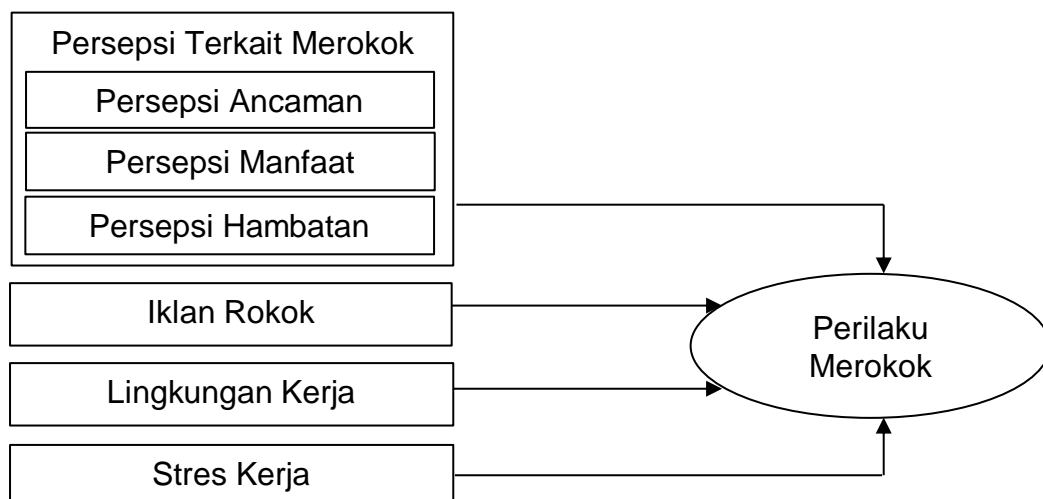 Persepsi Terkait Merokok
Persepsi Ancaman
Persepsi Manfaat
Persepsi Hambatan
Iklan Rokok
Lingkungan Kerja
Stres Kerja
Perilaku
Merokok